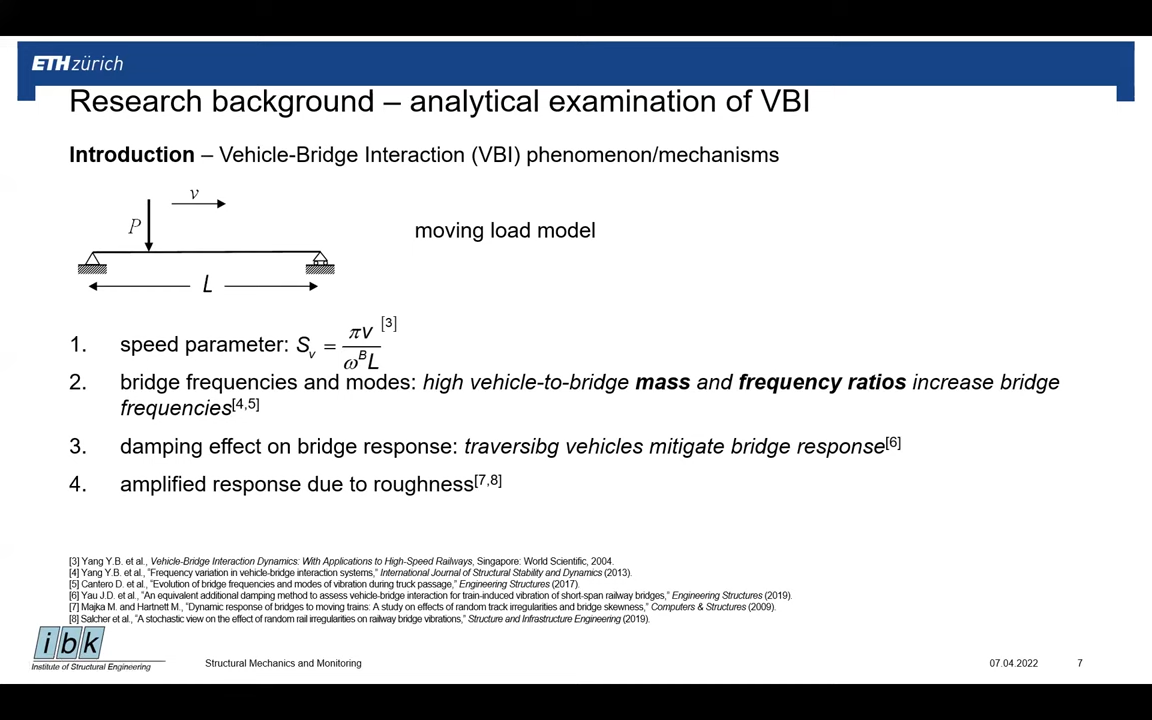 ETH zürich
Research background – analytical examination of VBI
Introduction – Vehicle-Bridge Interaction (VBI) phenomenon/mechanisms
v
P
moving load model
L
1. speed parameter: S_v = πv / ω^B L [3]
2. bridge frequencies and modes: high vehicle-to-bridge mass and frequency ratios increase bridge
frequencies[4,5]
3. damping effect on bridge response: traversibg vehicles mitigate bridge response[6]
4. amplified response due to roughness[7,8]
[3] Yang Y.B. et al., Vehicle-Bridge Interaction Dynamics: With Applications to High-Speed Railways, Singapore: World Scientific, 2004.
[4] Yang Y.B. et al., "Frequency variation in vehicle-bridge interaction systems," International Journal of Structural Stability and Dynamics (2013).
[5] Cantero D. et al., "Evolution of bridge frequencies and modes of vibration during truck passage," Engineering Structures (2017).
[6] Yau J.D. et al., "An equivalent additional damping method to assess vehicle-bridge interaction for train-induced vibration of short-span railway bridges," Engineering Structures (2019).
[7] Majka M. and Hartnett M., "Dynamic response of bridges to moving trains: A study on effects of random track irregularities and bridge skewness," Computers & Structures (2009).
[8] Salcher et al., "A stochastic view on the effect of random rail irregularities on railway bridge vibrations," Structure and Infrastructure Engineering (2019).
ibk
Institute of Structural Engineering
Structural Mechanics and Monitoring
07.04.2022
7